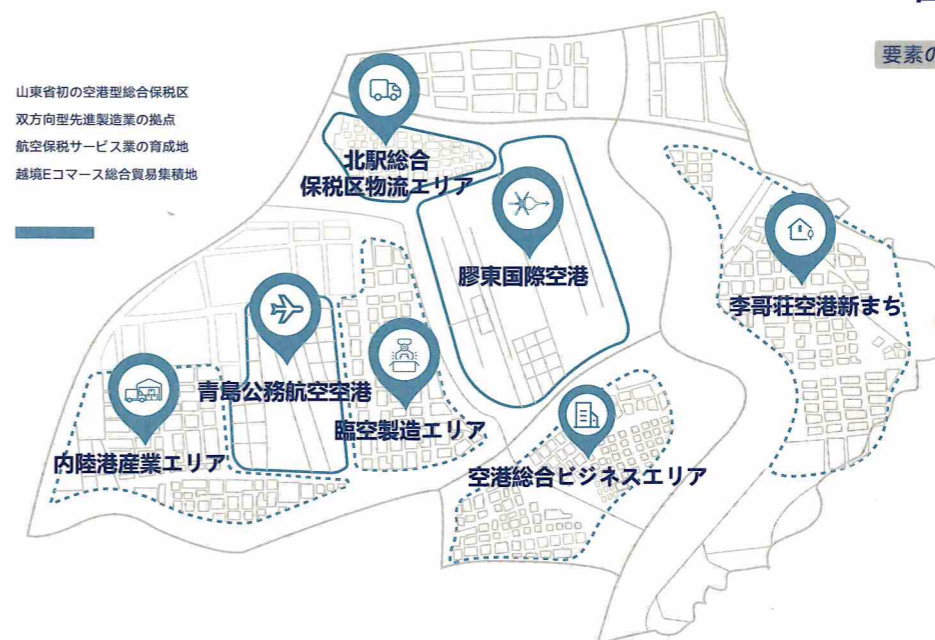 要素の
山東省初の空港型総合保税区
双方向型先進製造業の拠点
航空保税サービス業の育成地
越境Eコマース総合貿易集積地
北駅総合
保税区物流エリア
膠東国際空港
李哥荘空港新まち
青島公務航空空港
臨空製造エリア
内陸港産業エリア
空港総合ビジネスエリア